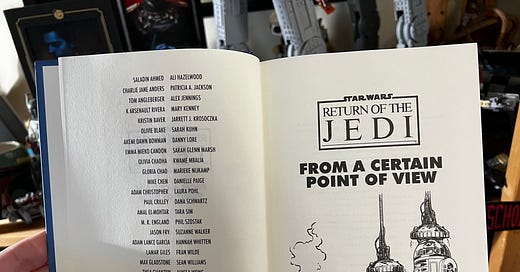 SALADIN AHMED
CHARLIE JANE ANDERS
TOM ANGLEBERGER
K ARSENAULT RIVERA
KRISTIN BAVER
OLIVIE BLAKE
AKEMI DAWN BOWMAN
EMMA MIEKO CANDON
OLIVIA CHADHA
GLORIA CHAO
MIKE CHEN
ADAM CHRISTOPHER
PAUL CRILLEY
AMAL EL-MOHTAR
M. K. ENGLAND
JASON FRY
ADAM LANCE GARCIA
LAMAR GILES
MAX GLADSTONE
ALI HAZELWOOD
PATRICIA A. JACKSON
ALEX JENNINGS
MARY KENNEY
JARRETT J. KROSOCZKA
SARAH KUHN
DANNY LORE
SARAH GLENN MARSH
KWAME MBALIA
MARIEKE NIJKAMP
DANIELLE PAIGE
LAURA POHL
DANA SCHWARTZ
TARA SIM
PHIL SZOSTAK
SUZANNE WALKER
HANNAH WHITTEN
FRAN WILDE
SEAN WILLIAMS
STAR WARS
RETURN OF THE
JEDI
FROM A CERTAIN
POINT OF VIEW